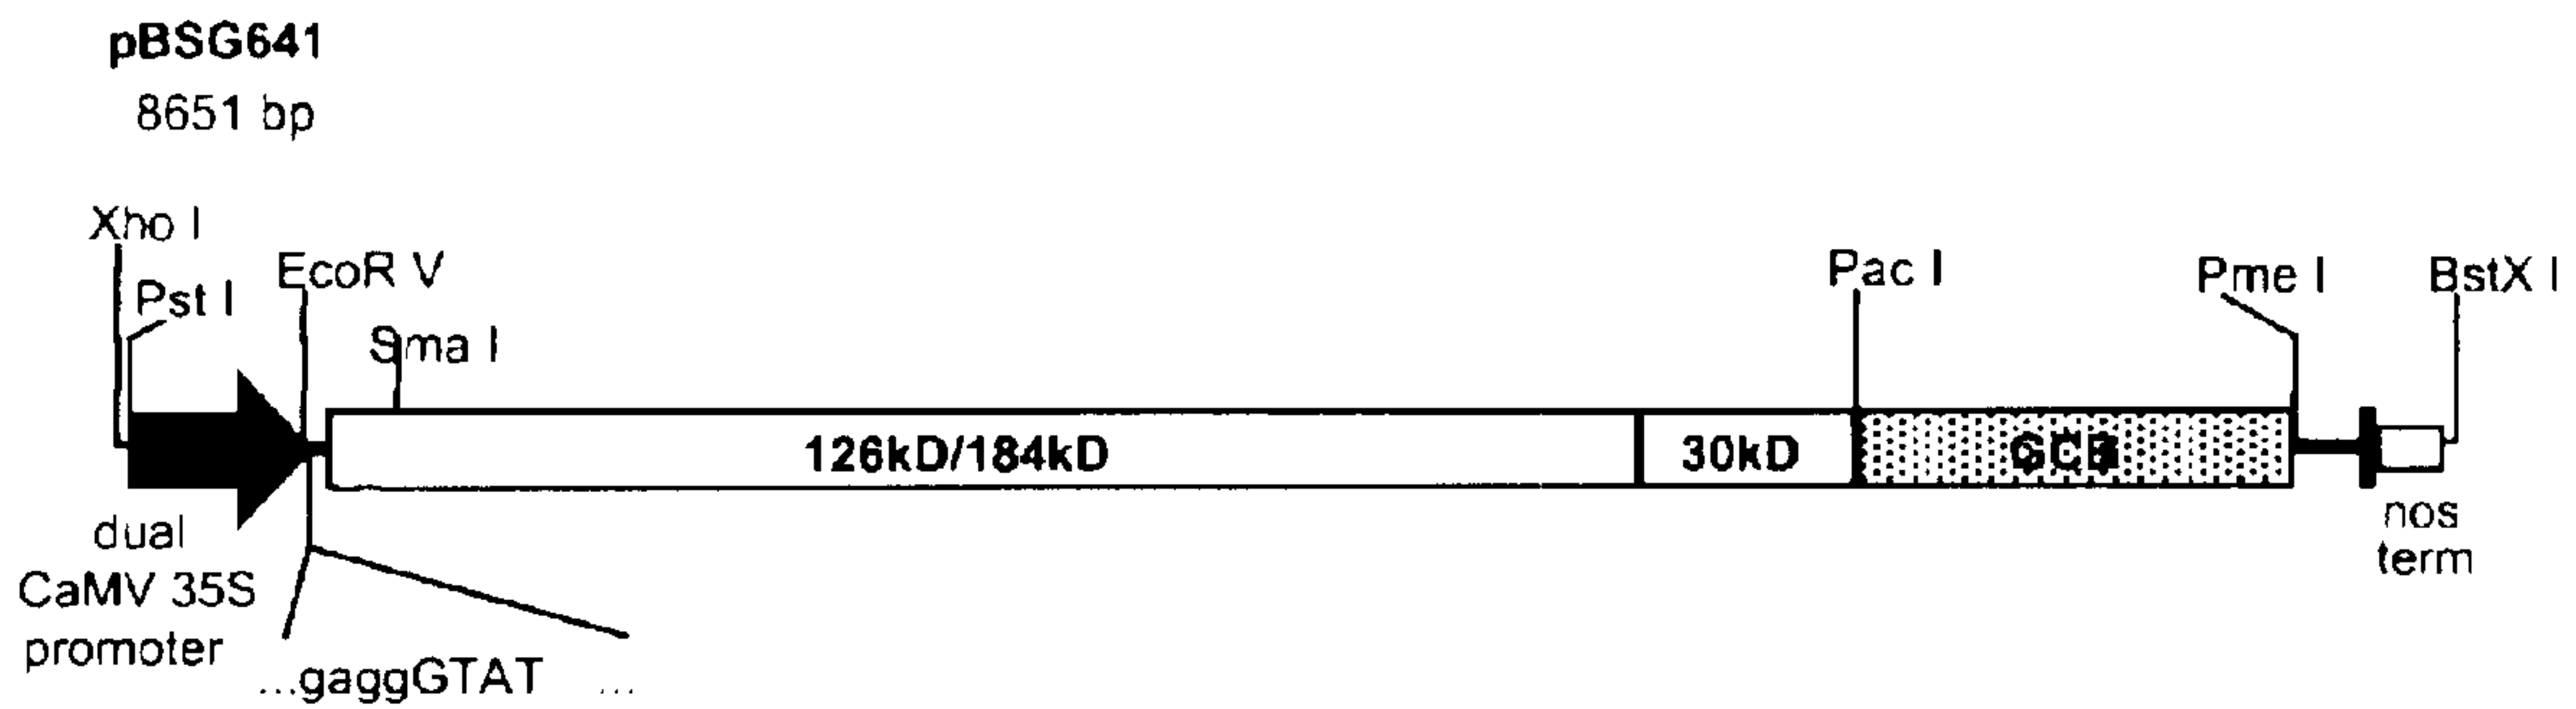 pBSG641
8651 bp
Xho I
Pst I
EcoR V
Sma I
Pac I
Pme I
BstX I
126kD/184kD
30kD
dual
CaMV 35S
promoter
nos
term
...gaggGTAT ...